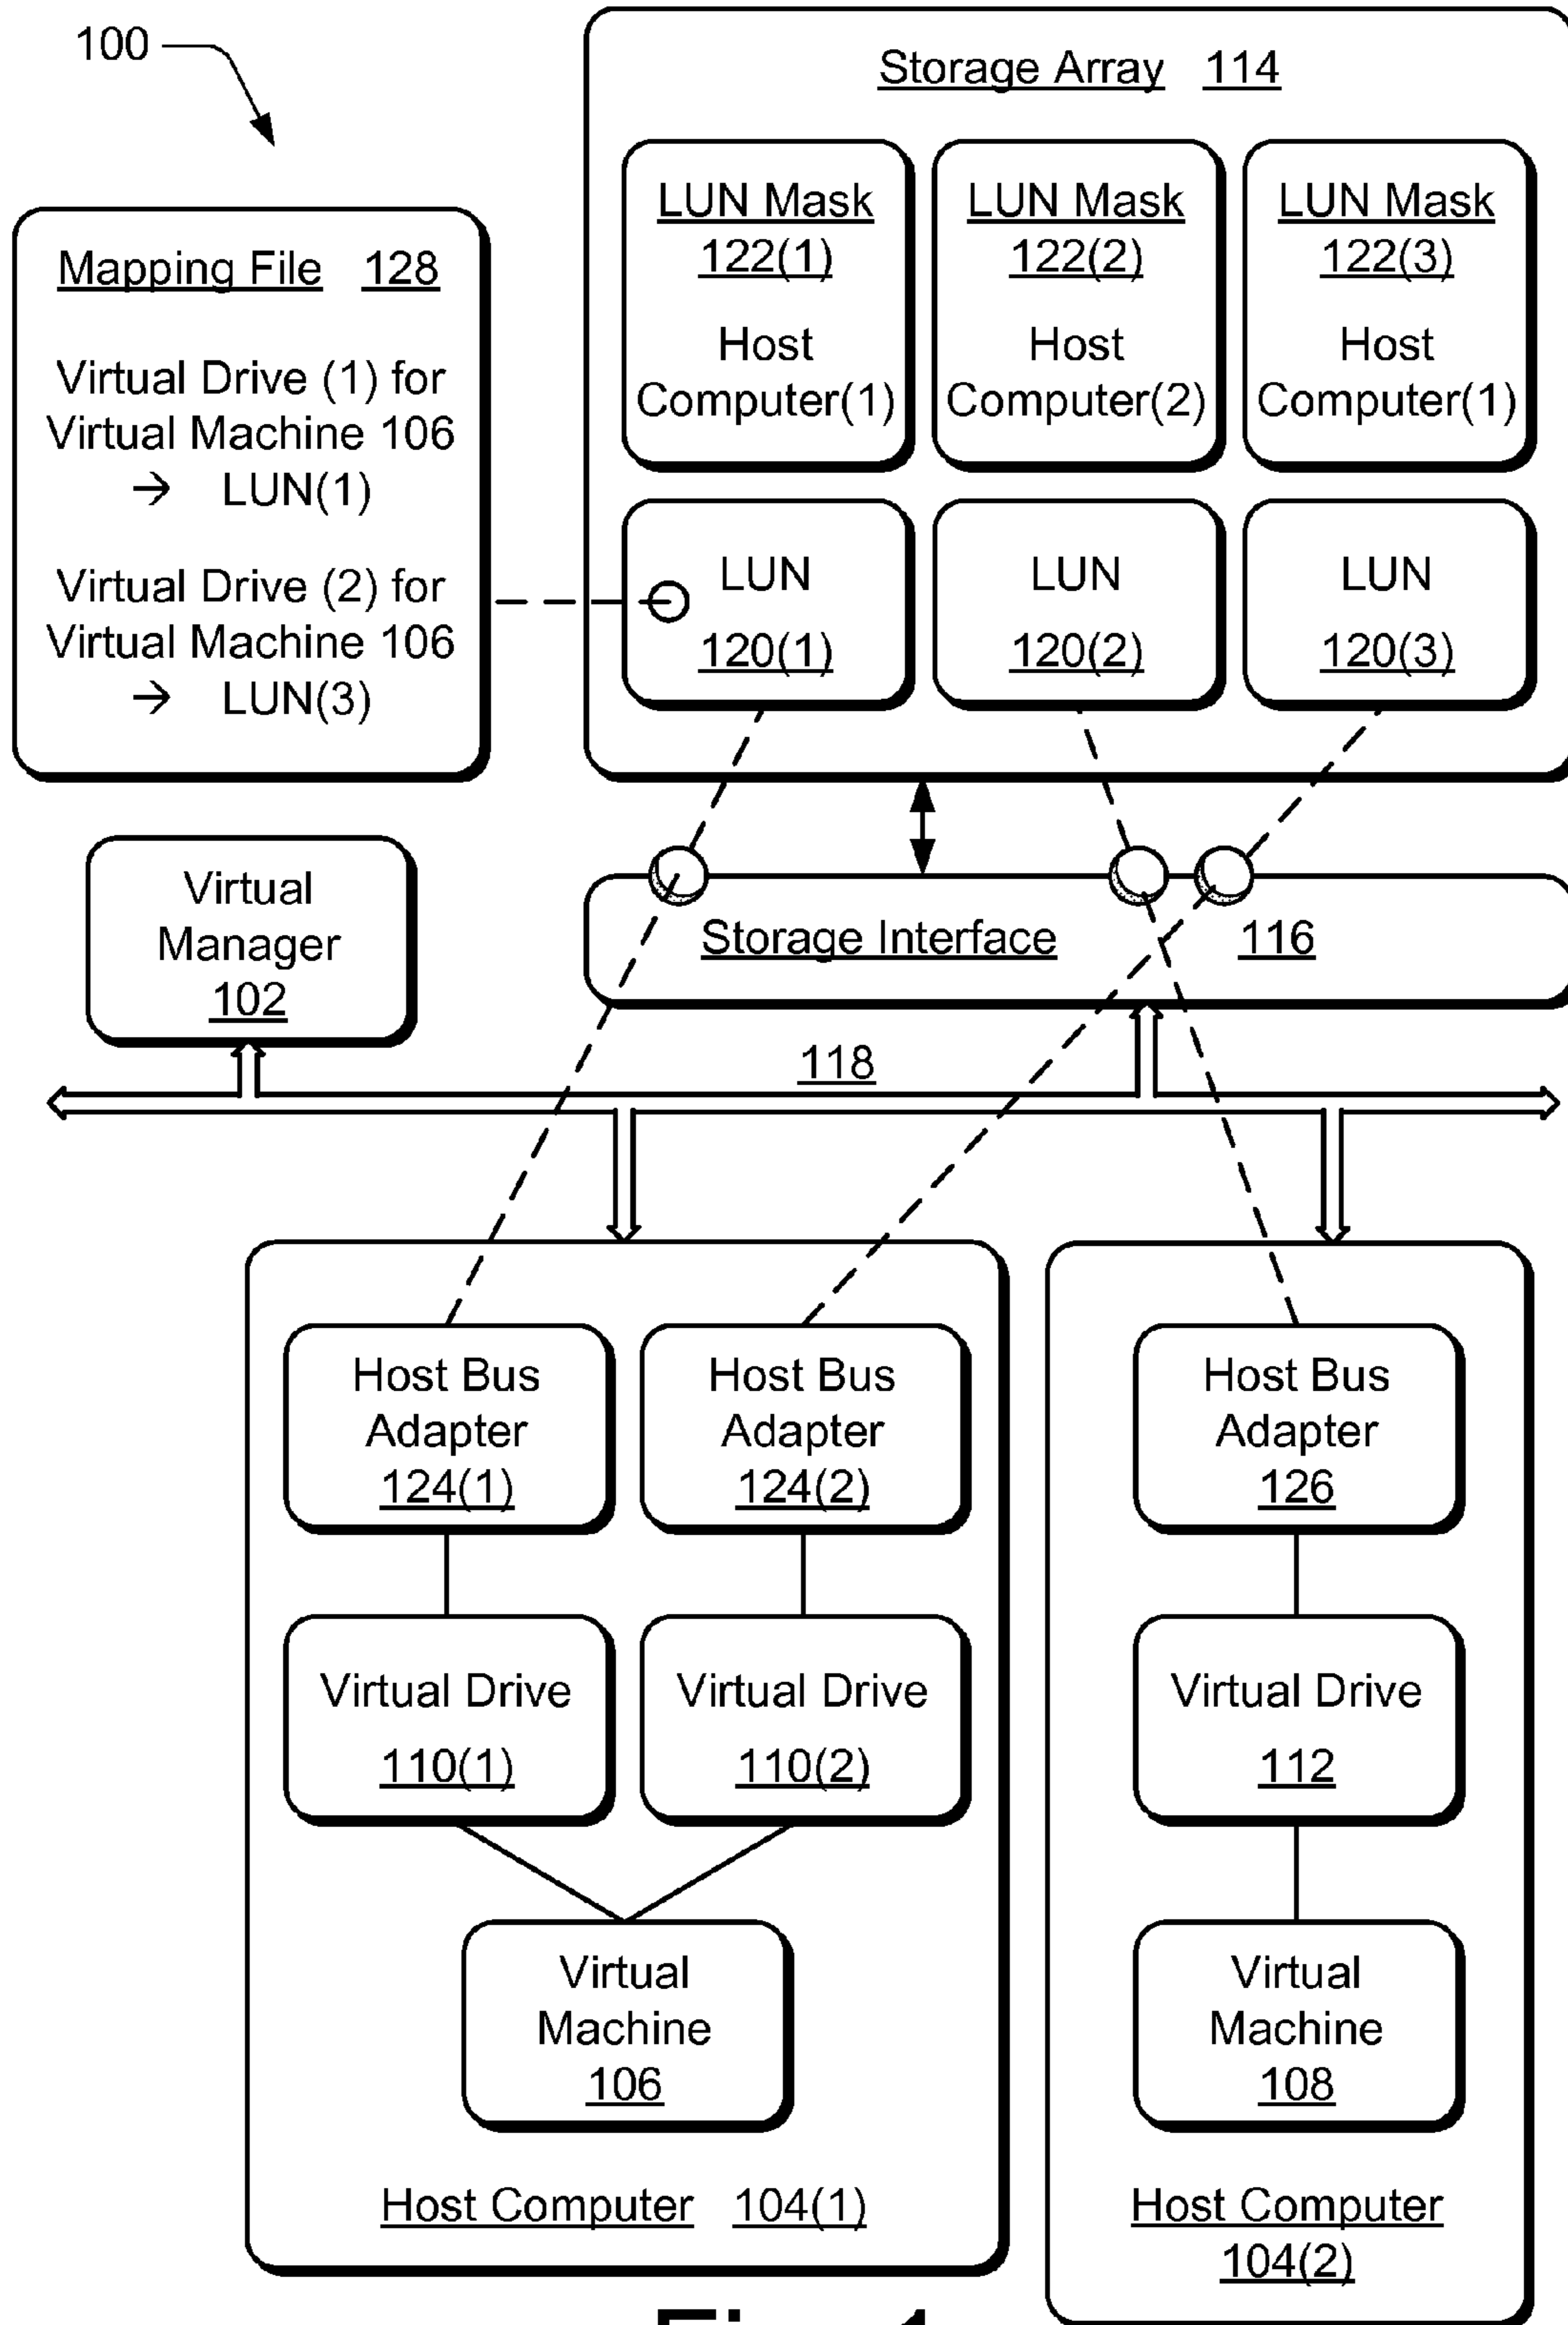 100
Storage Array 114
LUN Mask
122(1)
Host
Computer(1)
LUN Mask
122(2)
Host
Computer(2)
LUN Mask
122(3)
Host
Computer(1)
Mapping File 128
Virtual Drive (1) for
Virtual Machine 106
→ LUN(1)
Virtual Drive (2) for
Virtual Machine 106
→ LUN(3)
LUN
120(1)
LUN
120(2)
LUN
120(3)
Virtual
Manager
102
Storage Interface 116
118
Host Bus
Adapter
124(1)
Host Bus
Adapter
124(2)
Host Bus
Adapter
126
Virtual Drive
110(1)
Virtual Drive
110(2)
Virtual Drive
112
Virtual
Machine
106
Virtual
Machine
108
Host Computer 104(1)
Host Computer
104(2)